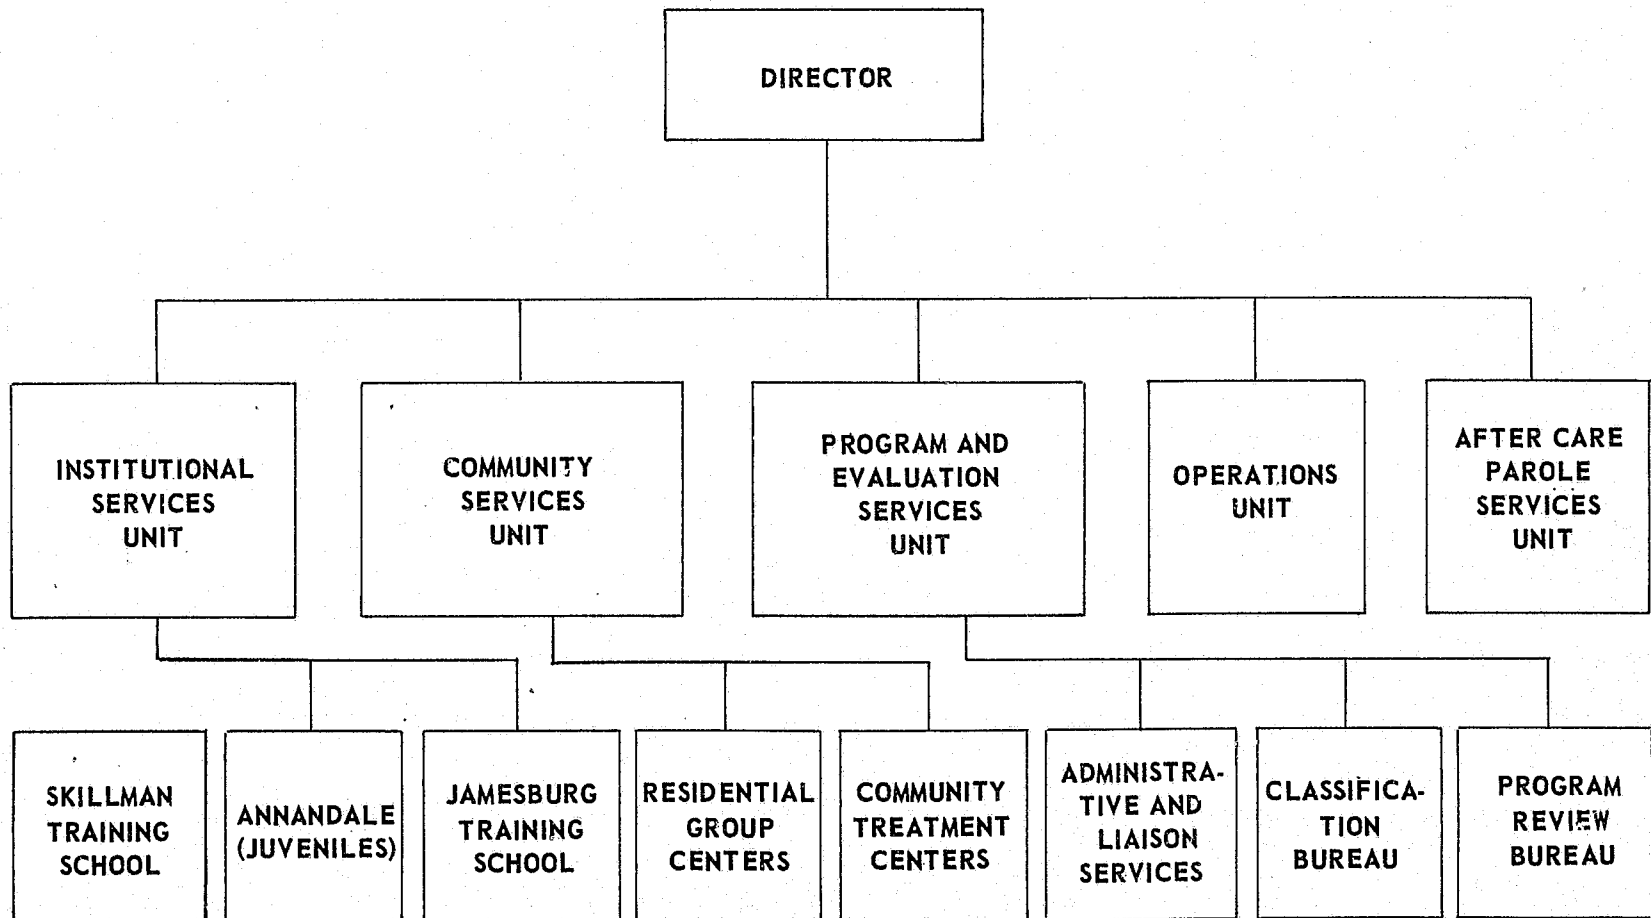 DIRECTOR
INSTITUTIONAL
SERVICES
UNIT
COMMUNITY
SERVICES
UNIT
PROGRAM AND
EVALUATION
SERVICES
UNIT
OPERATIONS
UNIT
AFTER CARE
PAROLE
SERVICES
UNIT
SKILLMAN
TRAINING
SCHOOL
ANNANDALE
(JUVENILES)
JAMESBURG
TRAINING
SCHOOL
RESIDENTIAL
GROUP
CENTERS
COMMUNITY
TREATMENT
CENTERS
ADMINISTRA-
TIVE AND
LIAISON
SERVICES
CLASSIFICA-
TION
BUREAU
PROGRAM
REVIEW
BUREAU